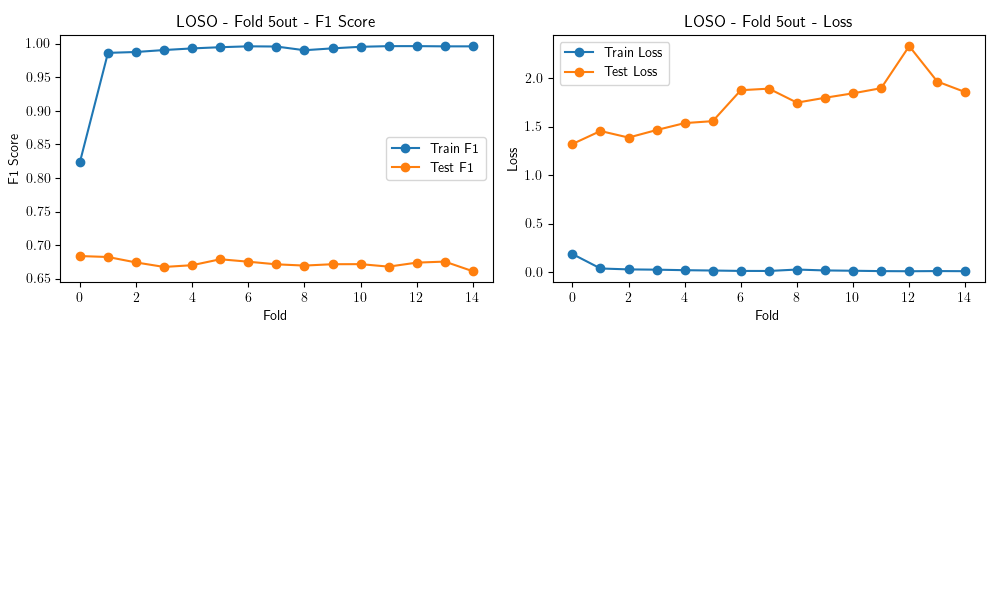 LOSO - Fold 5out - F1 Score
1.00
0.95
0.90
0.85
0.80
0.75
0.70
0.65
F1 Score
Train F1
Test F1
0 2 4 6 8 10 12 14
Fold
LOSO - Fold 5out - Loss
Train Loss
Test Loss
2.0
1.5
1.0
0.5
0.0
Loss
0 2 4 6 8 10 12 14
Fold